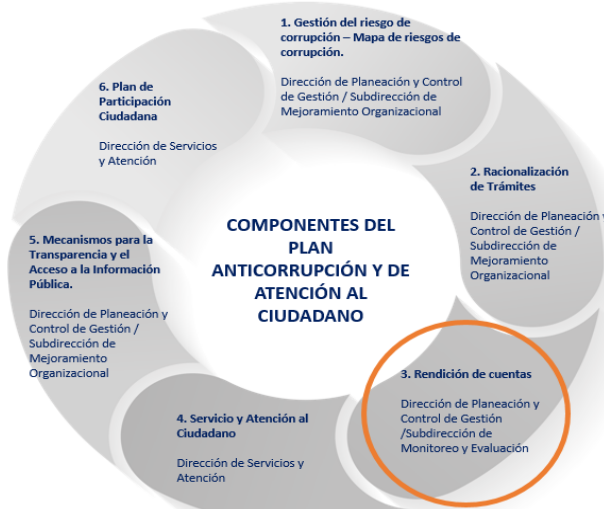 1. Gestión del riesgo de
corrupción – Mapa de riesgos de
corrupción.
Dirección de Planeación y Control
de Gestión / Subdirección de
Mejoramiento Organizacional
2. Racionalización
de Trámites
Dirección de Planeación y
Control de Gestión /
Subdirección de
Mejoramiento
Organizacional
3. Rendición de cuentas
Dirección de Planeación y
Control de Gestión
/Subdirección de
Monitoreo y Evaluación
4. Servicio y Atención al
Ciudadano
Dirección de Servicios y
Atención
5. Mecanismos para la
Transparencia y el
Acceso a la Información
Pública.
Dirección de Planeación y
Control de Gestión /
Subdirección de
Mejoramiento
Organizacional
6. Plan de
Participación
Ciudadana
Dirección de Servicios
y Atención
COMPONENTES DEL
PLAN
ANTICORRUPCIÓN Y DE
ATENCIÓN AL
CIUDADANO